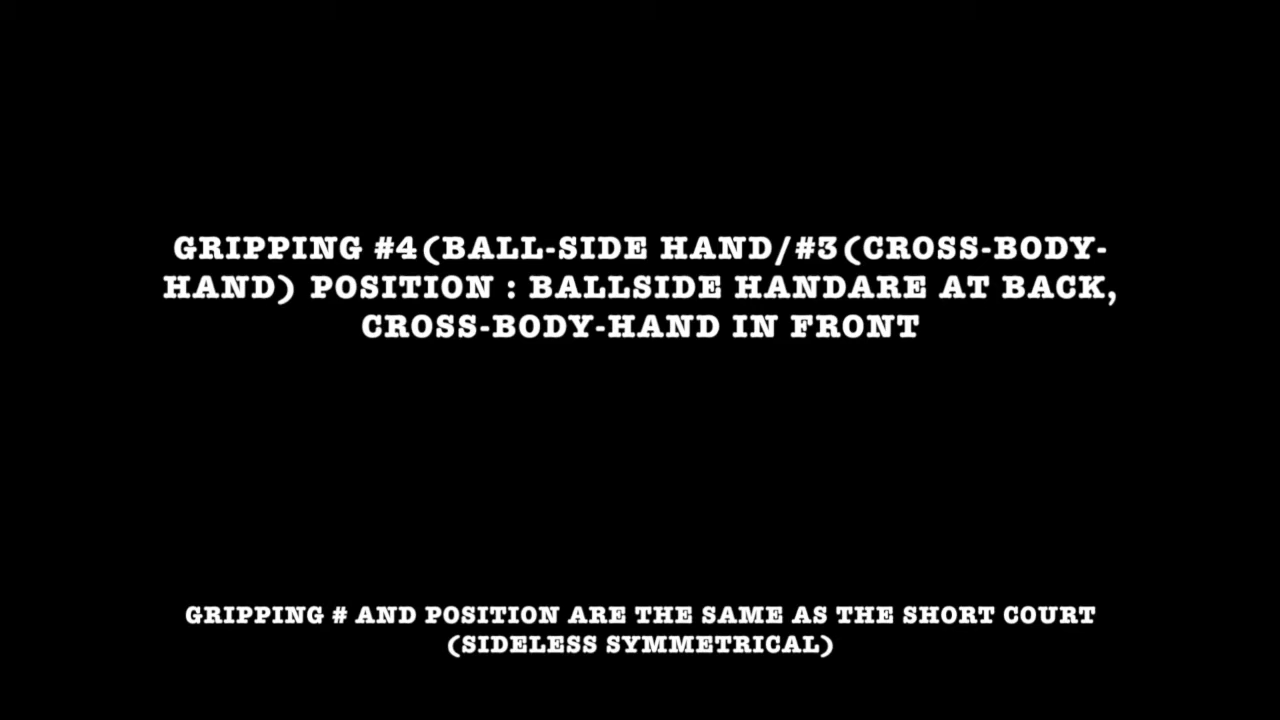 GRIPPING #4(BALL-SIDE HAND/#3(CROSS-BODY-
HAND) POSITION : BALLSIDE HANDARE AT BACK,
CROSS-BODY-HAND IN FRONT
GRIPPING # AND POSITION ARE THE SAME AS THE SHORT COURT
(SIDELESS SYMMETRICAL)